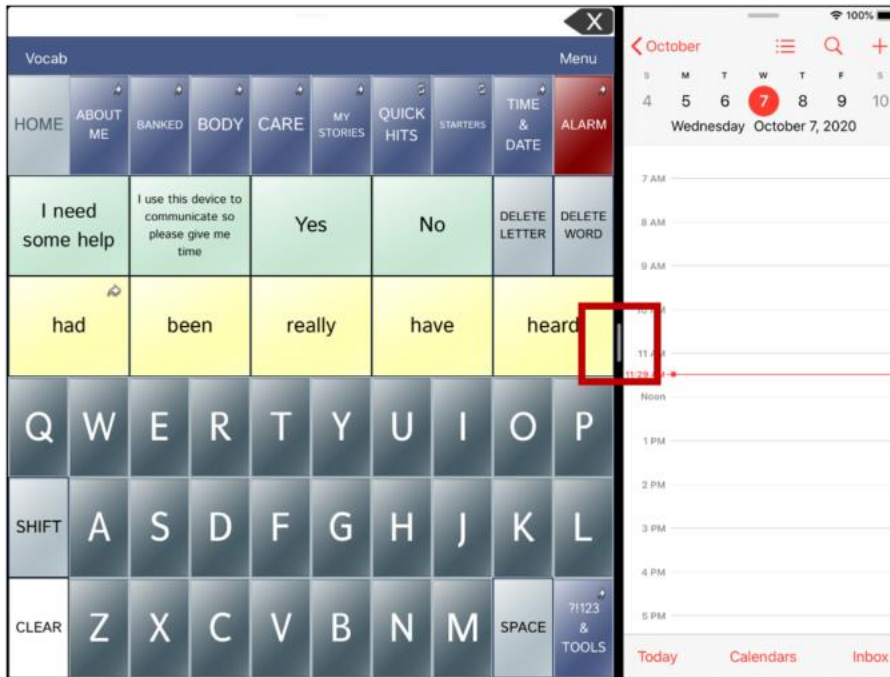 X
Vocab Menu
HOME
ABOUT
ME
BANKED
BODY
CARE
MY
STORIES
QUICK
HITS
STARTERS
TIME
&
DATE
ALARM
I need
some help
I use this device to
communicate so
please give me
time
Yes
No
DELETE
LETTER
DELETE
WORD
had been really have heard
Q W E R T Y U I O P
SHIFT A S D F G H J K L
CLEAR Z X C V B N M SPACE
?!123
&
TOOLS
100%
October
S M T W T F S
4 5 6 7 8 9 10
Wednesday October 7, 2020
7 AM
8 AM
9 AM
10 AM
11 AM
11:29 AM
Noon
1 PM
2 PM
3 PM
4 PM
5 PM
Today Calendars Inbox